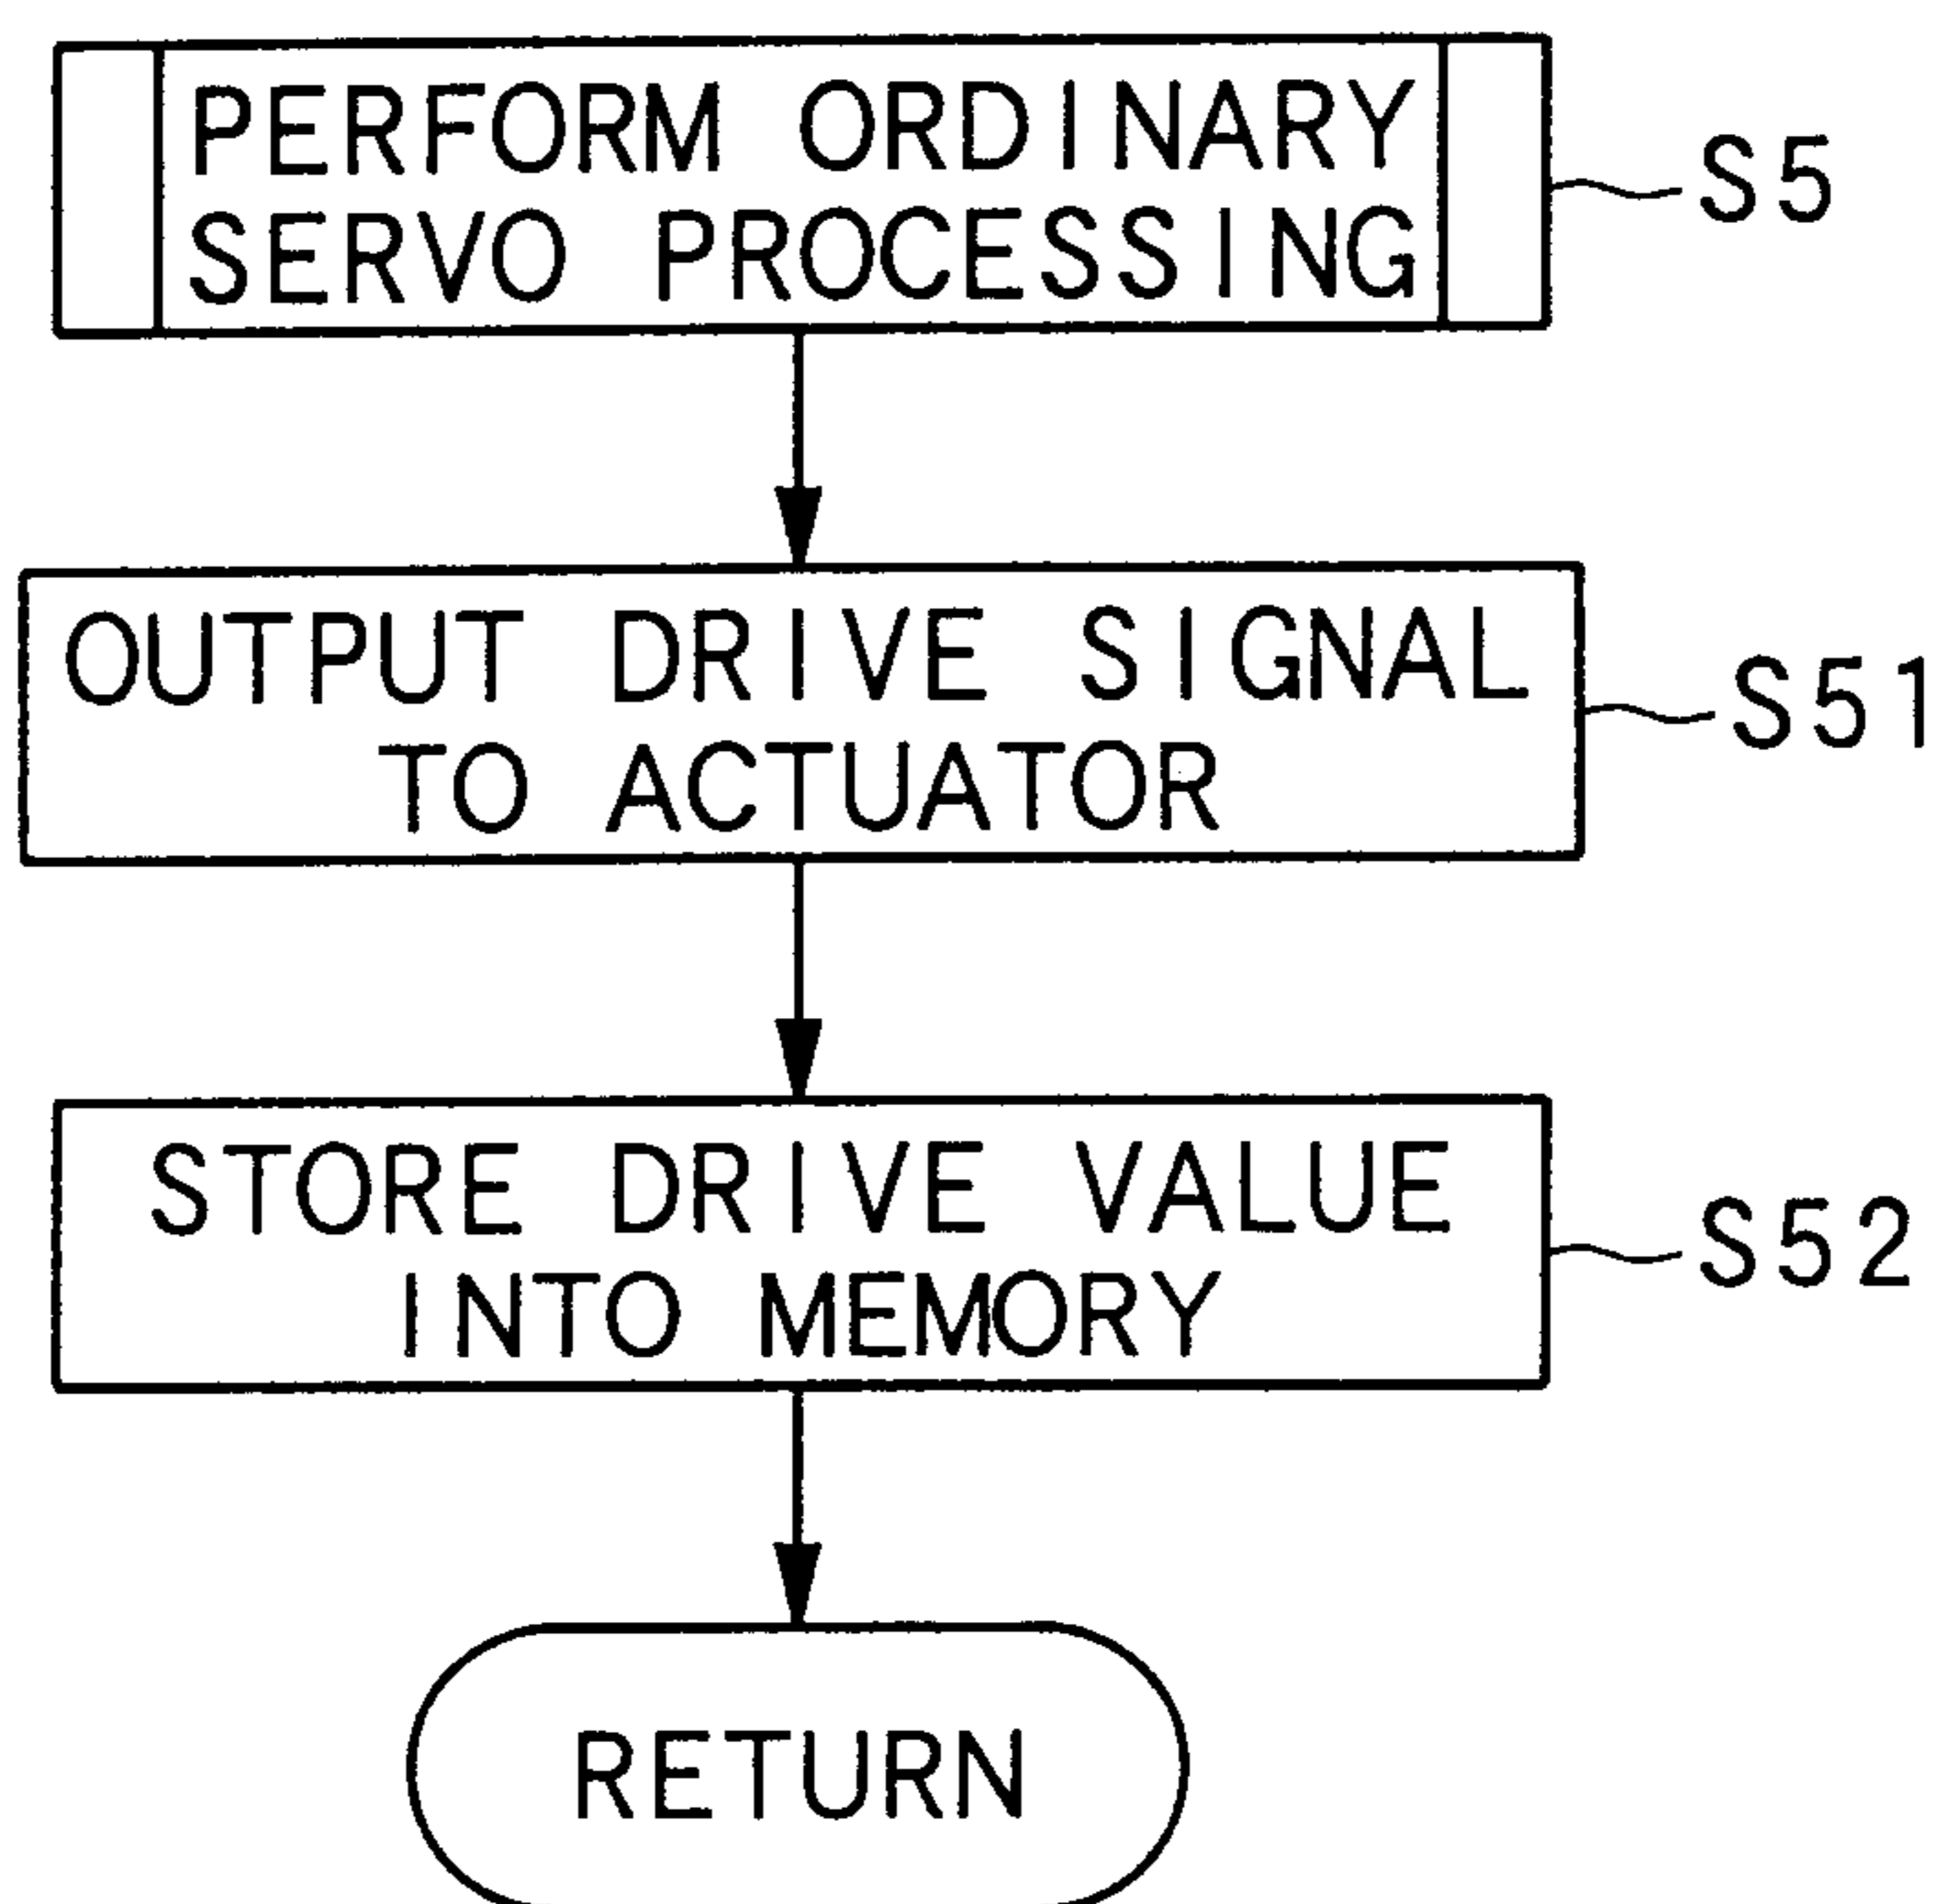 PERFORM ORDINARY
SERVO PROCESSING
S5
OUTPUT DRIVE SIGNAL
TO ACTUATOR
S51
STORE DRIVE VALUE
INTO MEMORY
S52
RETURN